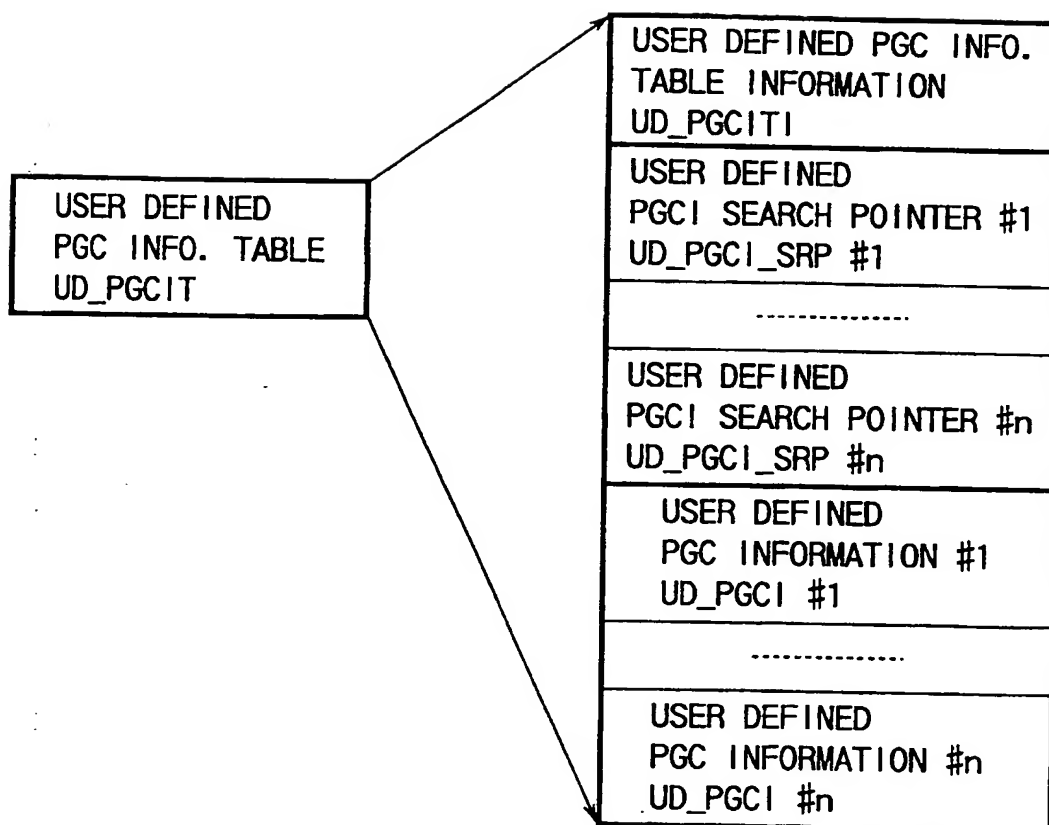 USER DEFINED
PGC INFO. TABLE
UD_PGCIT
USER DEFINED PGC INFO.
TABLE INFORMATION
UD_PGCITI
USER DEFINED
PGCI SEARCH POINTER #1
UD_PGCI_SRP #1
---------------
USER DEFINED
PGCI SEARCH POINTER #n
UD_PGCI_SRP #n
USER DEFINED
PGC INFORMATION #1
UD_PGCI #1
---------------
USER DEFINED
PGC INFORMATION #n
UD_PGCI #n